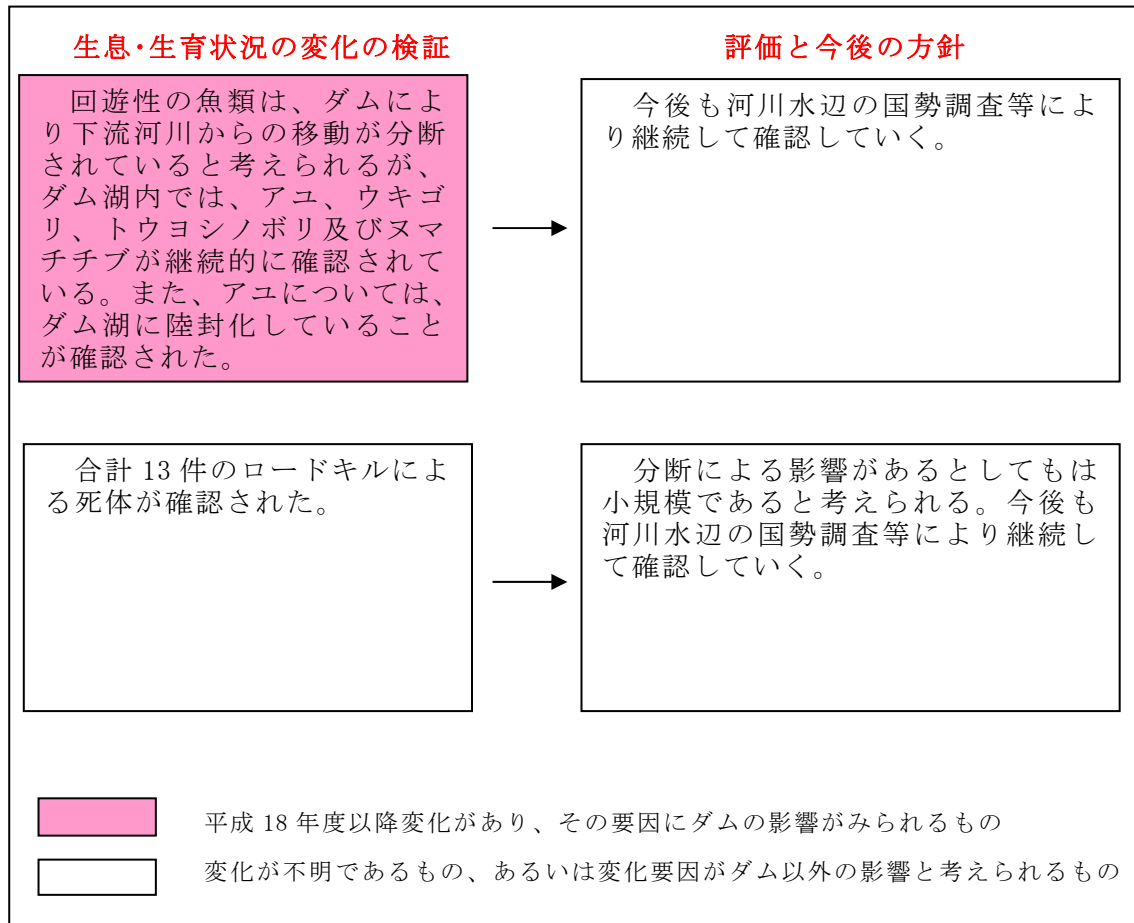 生息・生育状況の変化の検証
評価と今後の方針
回遊性の魚類は、ダムによ
り下流河川からの移動が分断
されていると考えられるが、
ダム湖内では、アユ、ウキゴ
リ、トウヨシノボリ及びヌマ
チチブが継続的に確認されて
いる。また、アユについては、
ダム湖に陸封化していること
が確認された。
今後も河川水辺の国勢調査等によ
り継続して確認していく。
合計 13 件のロードキルによ
る死体が確認された。
分断による影響があるとしてもは
小規模であると考えられる。今後も
河川水辺の国勢調査等により継続し
て確認していく。
平成 18 年度以降変化があり、その要因にダムの影響がみられるもの
変化が不明であるもの、あるいは変化要因がダム以外の影響と考えられるもの